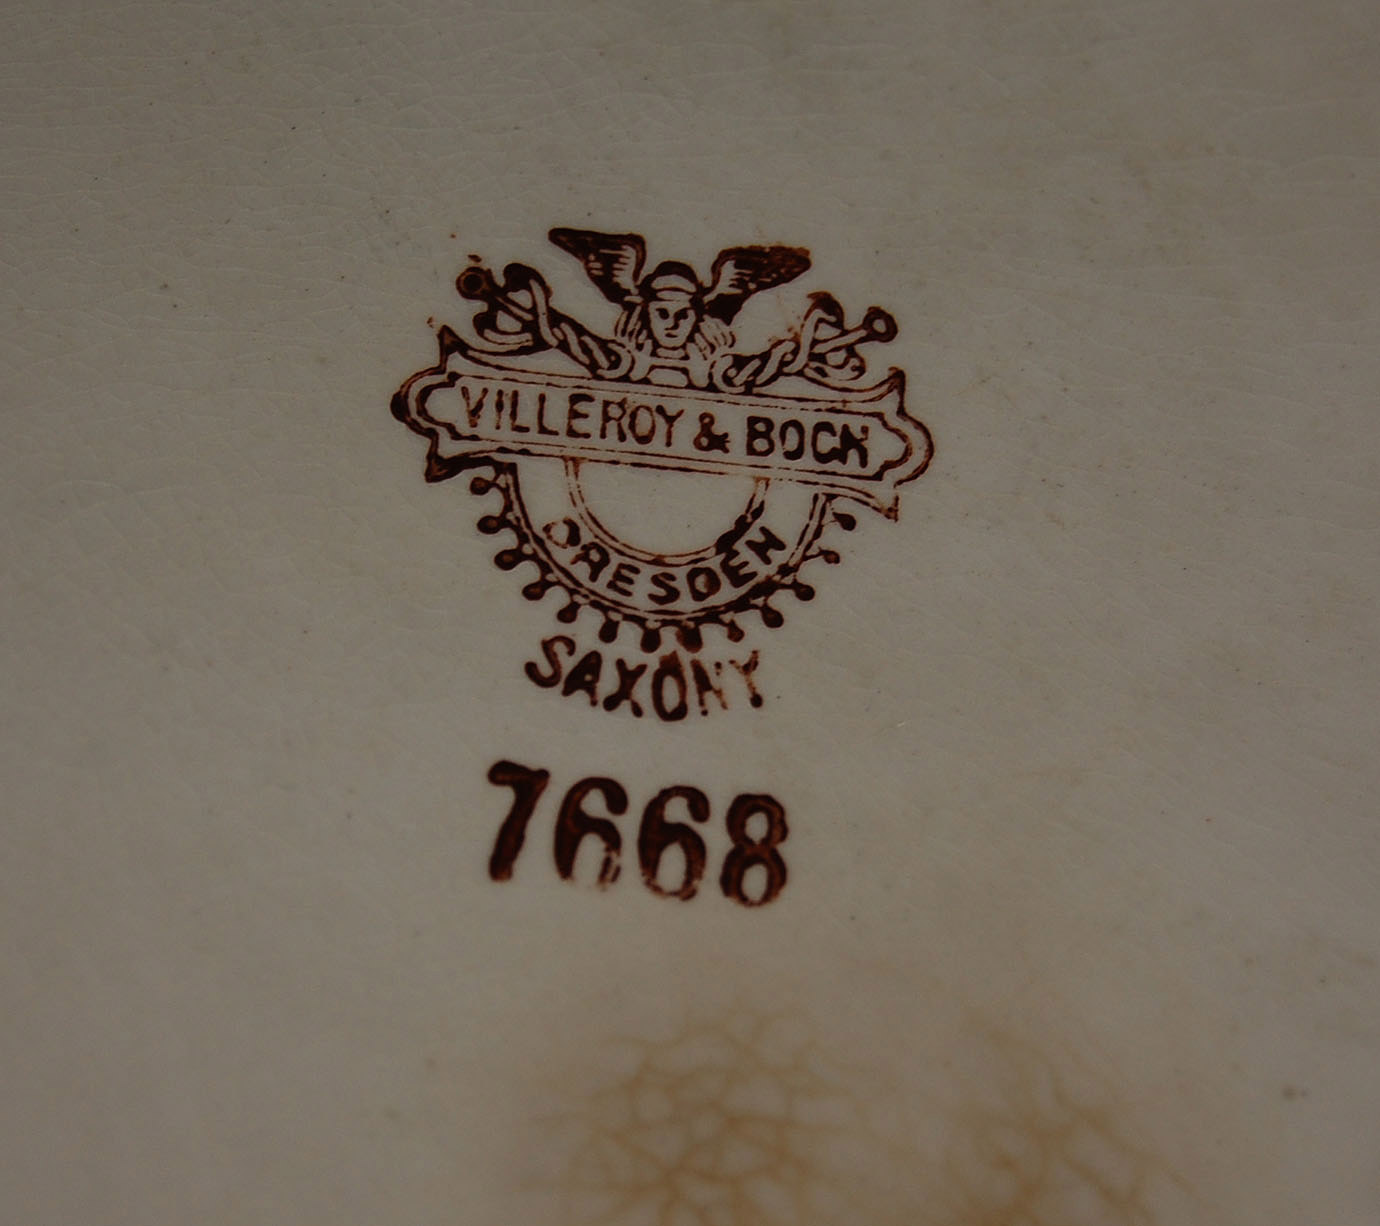 VILLEROY & BOCH
DRESDEN
SAXONY
7668